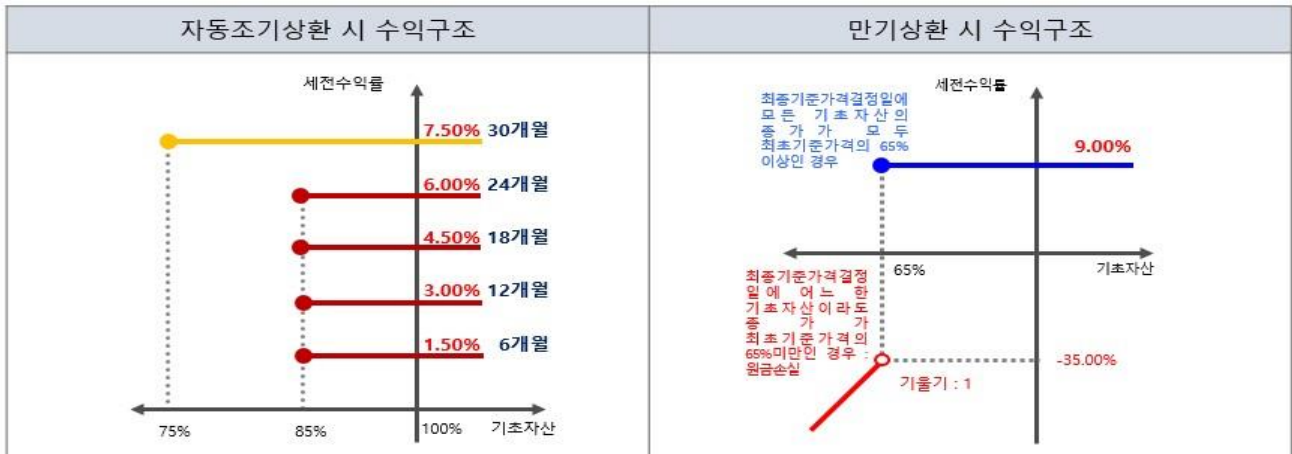 자동조기상환 시 수익구조
세전수익률
7.50% 30개월
6.00% 24개월
4.50% 18개월
3.00% 12개월
1.50% 6개월
75%
85%
100%
기초자산
만기상환 시 수익구조
세전수익률
최종기준가격결정일에
모든 기초자산의
종가가 모두
최초기준가격의 65%
이상인 경우
9.00%
65%
기초자산
최종기준가격결정
일에 어느 한
기초자산이라도
종가가
최초기준가격의
65%미만인 경우 :
원금손실
-35.00%
기울기 : 1